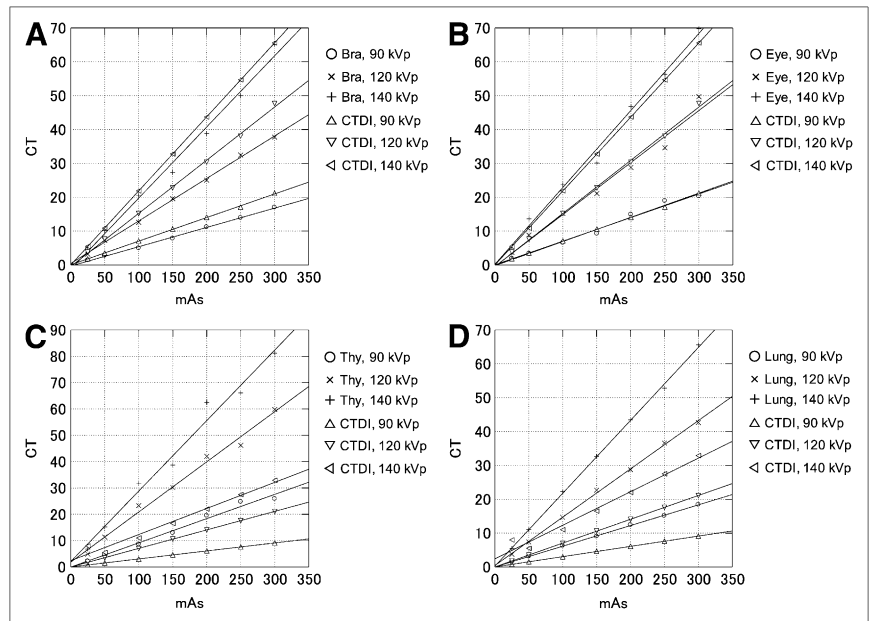 A
70
60
50
40
30
20
10
0
CT
0 50 100 150 200 250 300 350
mAs
Bra, 90 kVp
Bra, 120 kVp
Bra, 140 kVp
CTDI, 90 kVp
CTDI, 120 kVp
CTDI, 140 kVp
B
70
60
50
40
30
20
10
0
CT
0 50 100 150 200 250 300 350
mAs
Eye, 90 kVp
Eye, 120 kVp
Eye, 140 kVp
CTDI, 90 kVp
CTDI, 120 kVp
CTDI, 140 kVp
C
90
80
70
60
50
40
30
20
10
0
CT
0 50 100 150 200 250 300 350
mAs
Thy, 90 kVp
Thy, 120 kVp
Thy, 140 kVp
CTDI, 90 kVp
CTDI, 120 kVp
CTDI, 140 kVp
D
70
60
50
40
30
20
10
0
CT
0 50 100 150 200 250 300 350
mAs
Lung, 90 kVp
Lung, 120 kVp
Lung, 140 kVp
CTDI, 90 kVp
CTDI, 120 kVp
CTDI, 140 kVp